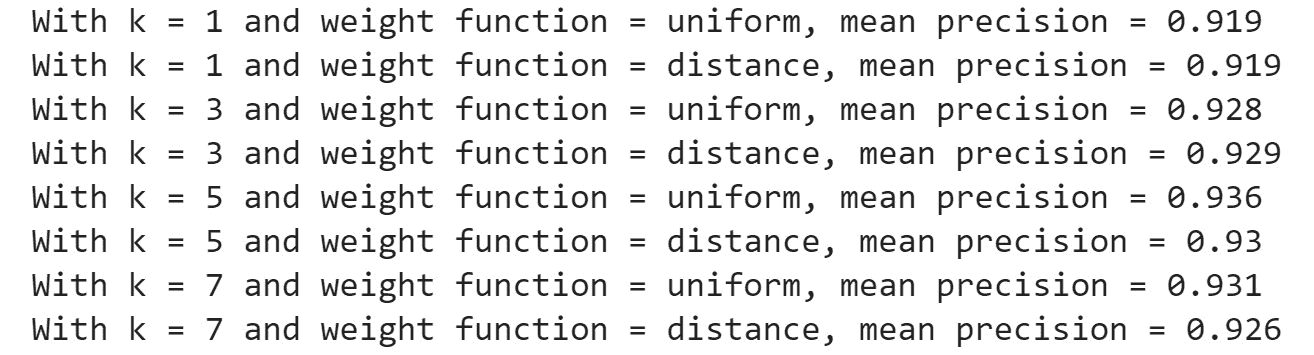 With k = 1 and weight function = uniform, mean precision = 0.919
With k = 1 and weight function = distance, mean precision = 0.919
With k = 3 and weight function = uniform, mean precision = 0.928
With k = 3 and weight function = distance, mean precision = 0.929
With k = 5 and weight function = uniform, mean precision = 0.936
With k = 5 and weight function = distance, mean precision = 0.93
With k = 7 and weight function = uniform, mean precision = 0.931
With k = 7 and weight function = distance, mean precision = 0.926